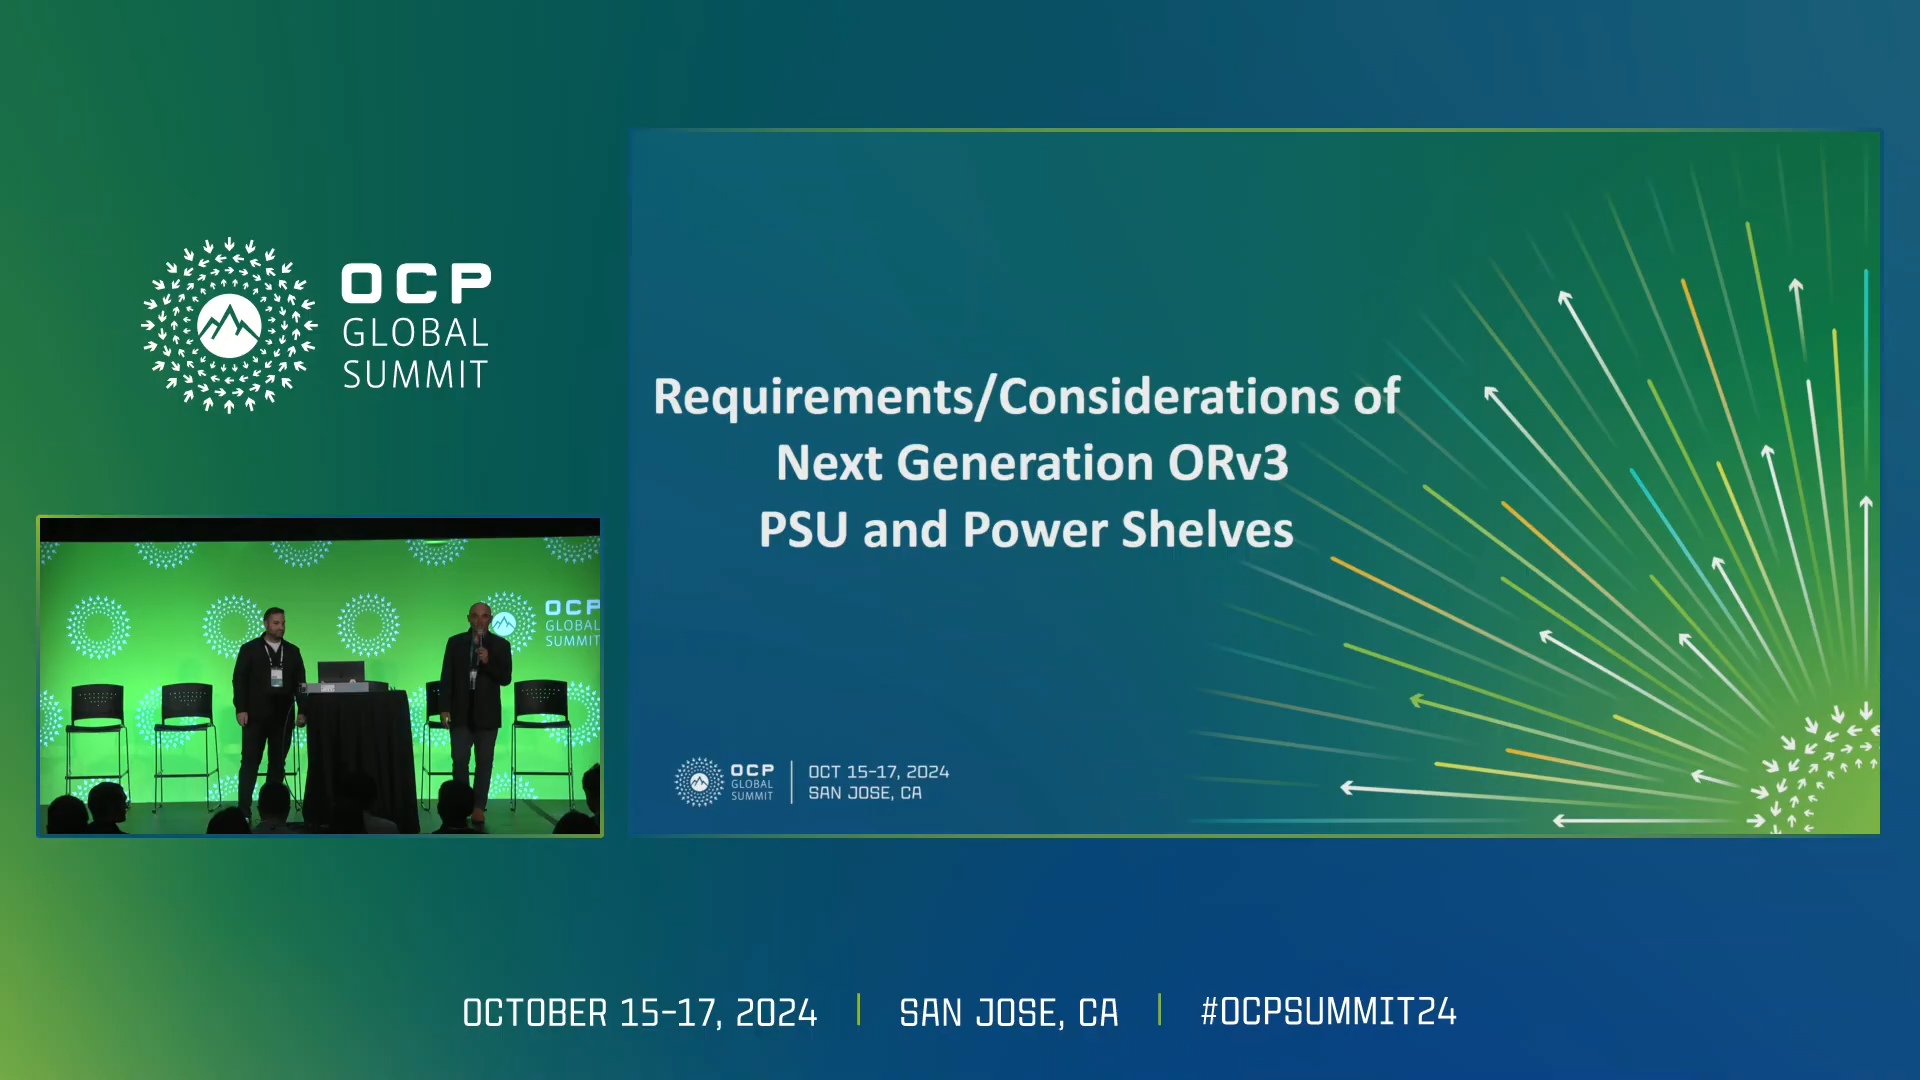 OCP
GLOBAL
SUMMIT
Requirements/Considerations of
Next Generation ORv3
PSU and Power Shelves
OCP
GLOBAL
SUMMIT
OCT 15-17, 2024
SAN JOSE, CA
OCP
GLOBAL
SUMMIT
OCTOBER 15-17, 2024
SAN JOSE, CA
#OCPSUMMIT24